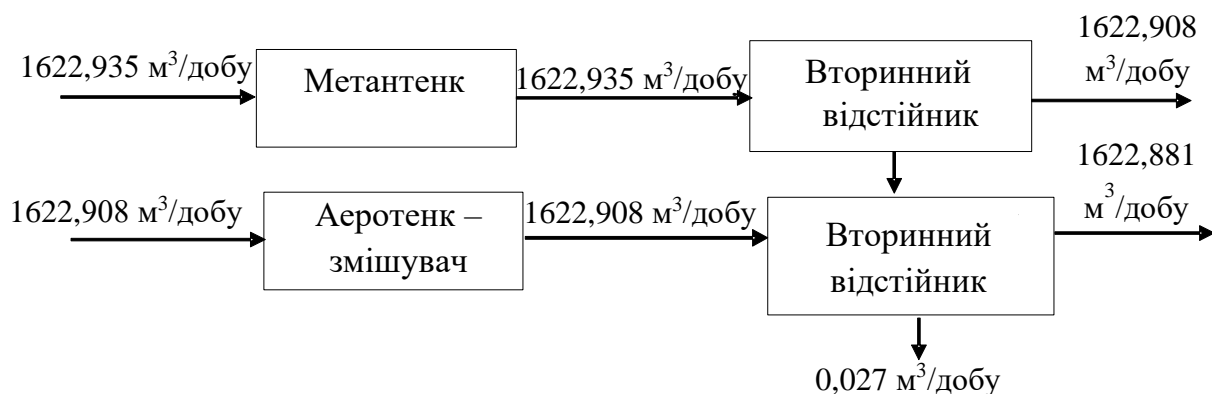 1622,935 м³/добу
Метантенк
1622,935 м³/добу
Вторинний
відстійник
1622,908
м³/добу
1622,908 м³/добу
Аеротенк –
змішувач
1622,908 м³/добу
Вторинний
відстійник
1622,881
м³/добу
0,027 м³/добу